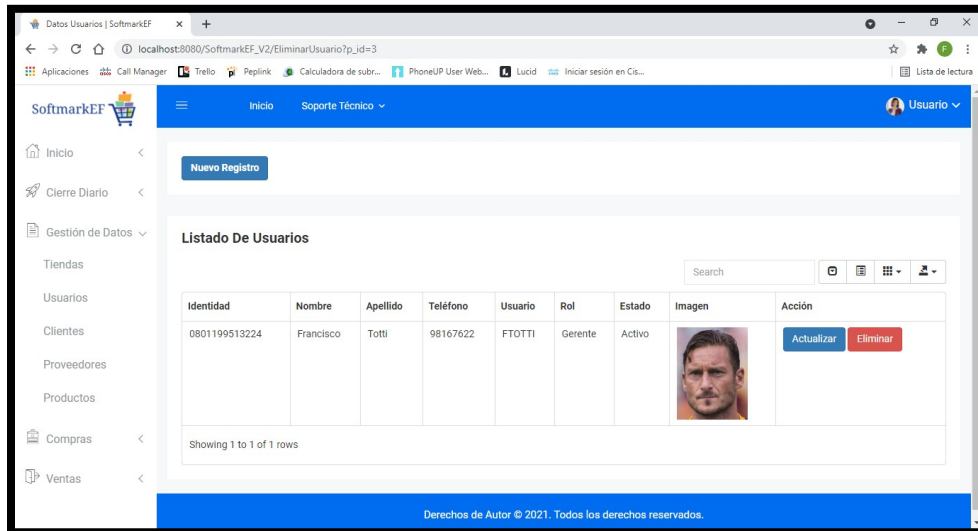 Datos Usuarios | SoftmarkEF
localhost:8080/SoftmarkEF_V2/EliminarUsuario?p_id=3
F
Aplicaciones Call Manager Trello Peplink Calculadora de subr... PhoneUP User Web... Lucid Iniciar sesión en Cis... Lista de lectura
SoftmarkEF
Inicio Soporte Técnico Usuario
Inicio
Cierre Diario
Gestión de Datos
Tiendas
Usuarios
Clientes
Proveedores
Productos
Compras
Ventas
Nuevo Registro
Listado De Usuarios
Search
Identidad Nombre Apellido Teléfono Usuario Rol Estado Imagen Acción
0801199513224 Francisco Totti 98167622 FTOTTI Gerente Activo Actualizar Eliminar
Showing 1 to 1 of 1 rows
Derechos de Autor © 2021. Todos los derechos reservados.